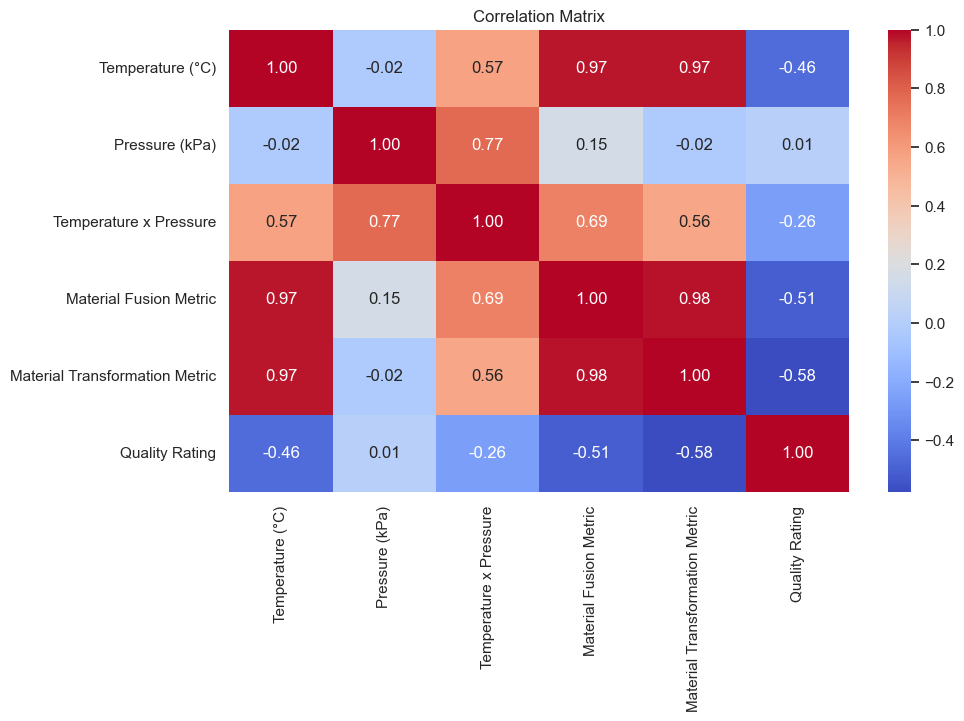 Correlation Matrix
Temperature (°C) 1.00 -0.02 0.57 0.97 0.97 -0.46
Pressure (kPa) -0.02 1.00 0.77 0.15 -0.02 0.01
Temperature x Pressure 0.57 0.77 1.00 0.69 0.56 -0.26
Material Fusion Metric 0.97 0.15 0.69 1.00 0.98 -0.51
Material Transformation Metric 0.97 -0.02 0.56 0.98 1.00 -0.58
Quality Rating -0.46 0.01 -0.26 -0.51 -0.58 1.00
Temperature (°C)
Pressure (kPa)
Temperature x Pressure
Material Fusion Metric
Material Transformation Metric
Quality Rating
1.0
0.8
0.6
0.4
0.2
0.0
−0.2
−0.4